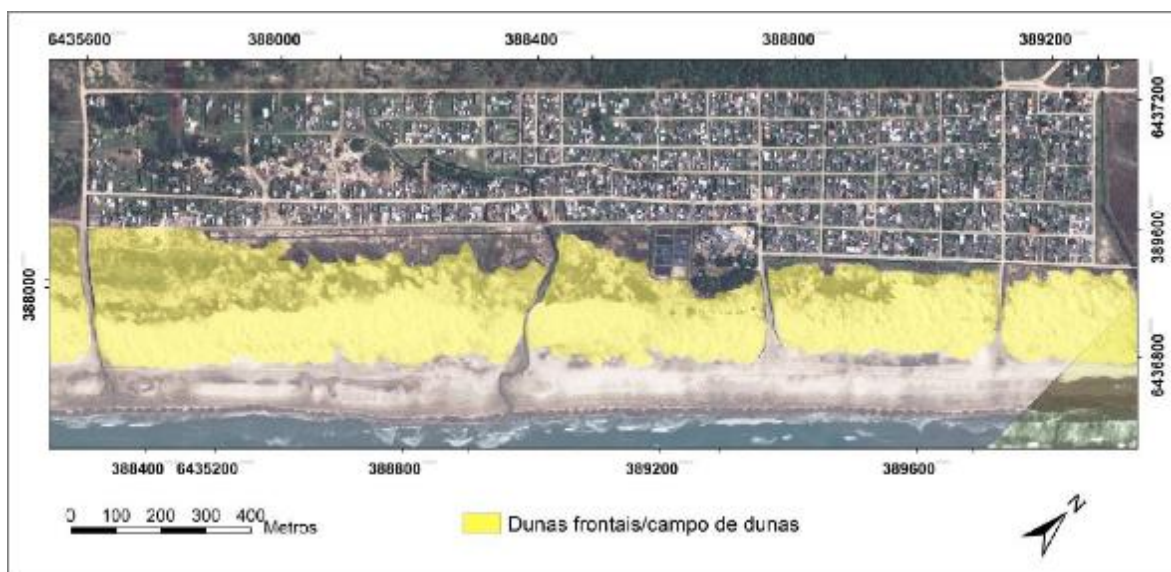 6435600 388000 388400 388800 389200
6437200
389600
388000
6436800
388400 6435200 388800 389200 389600
0 100 200 300 400 Metros
Dunas frontais/campo de dunas
N